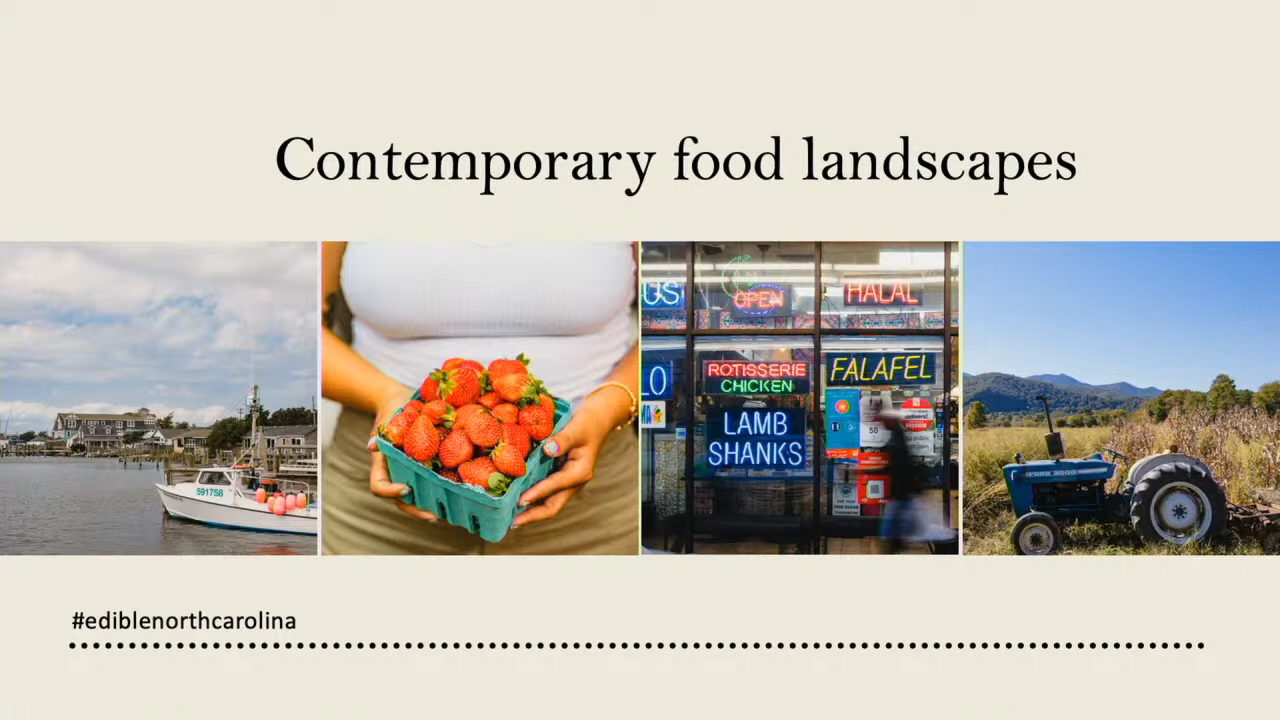 Contemporary food landscapes
US
OPEN
HALAL
LO
ROTISSERIE
CHICKEN
FALAFEL
LAMB
SHANKS
50
591758
FORD 3000
#ediblenorthcarolina